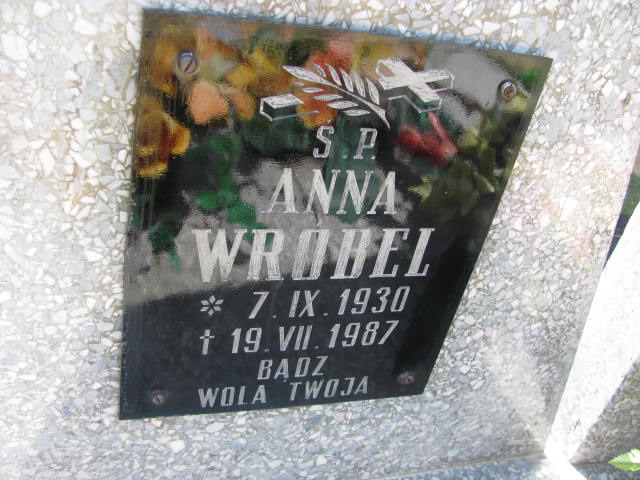 Ś.P.
ANNA
WRÓBEL
* 7.IX.1930
† 19.VII.1987
BĄDŹ
WOLA TWOJA